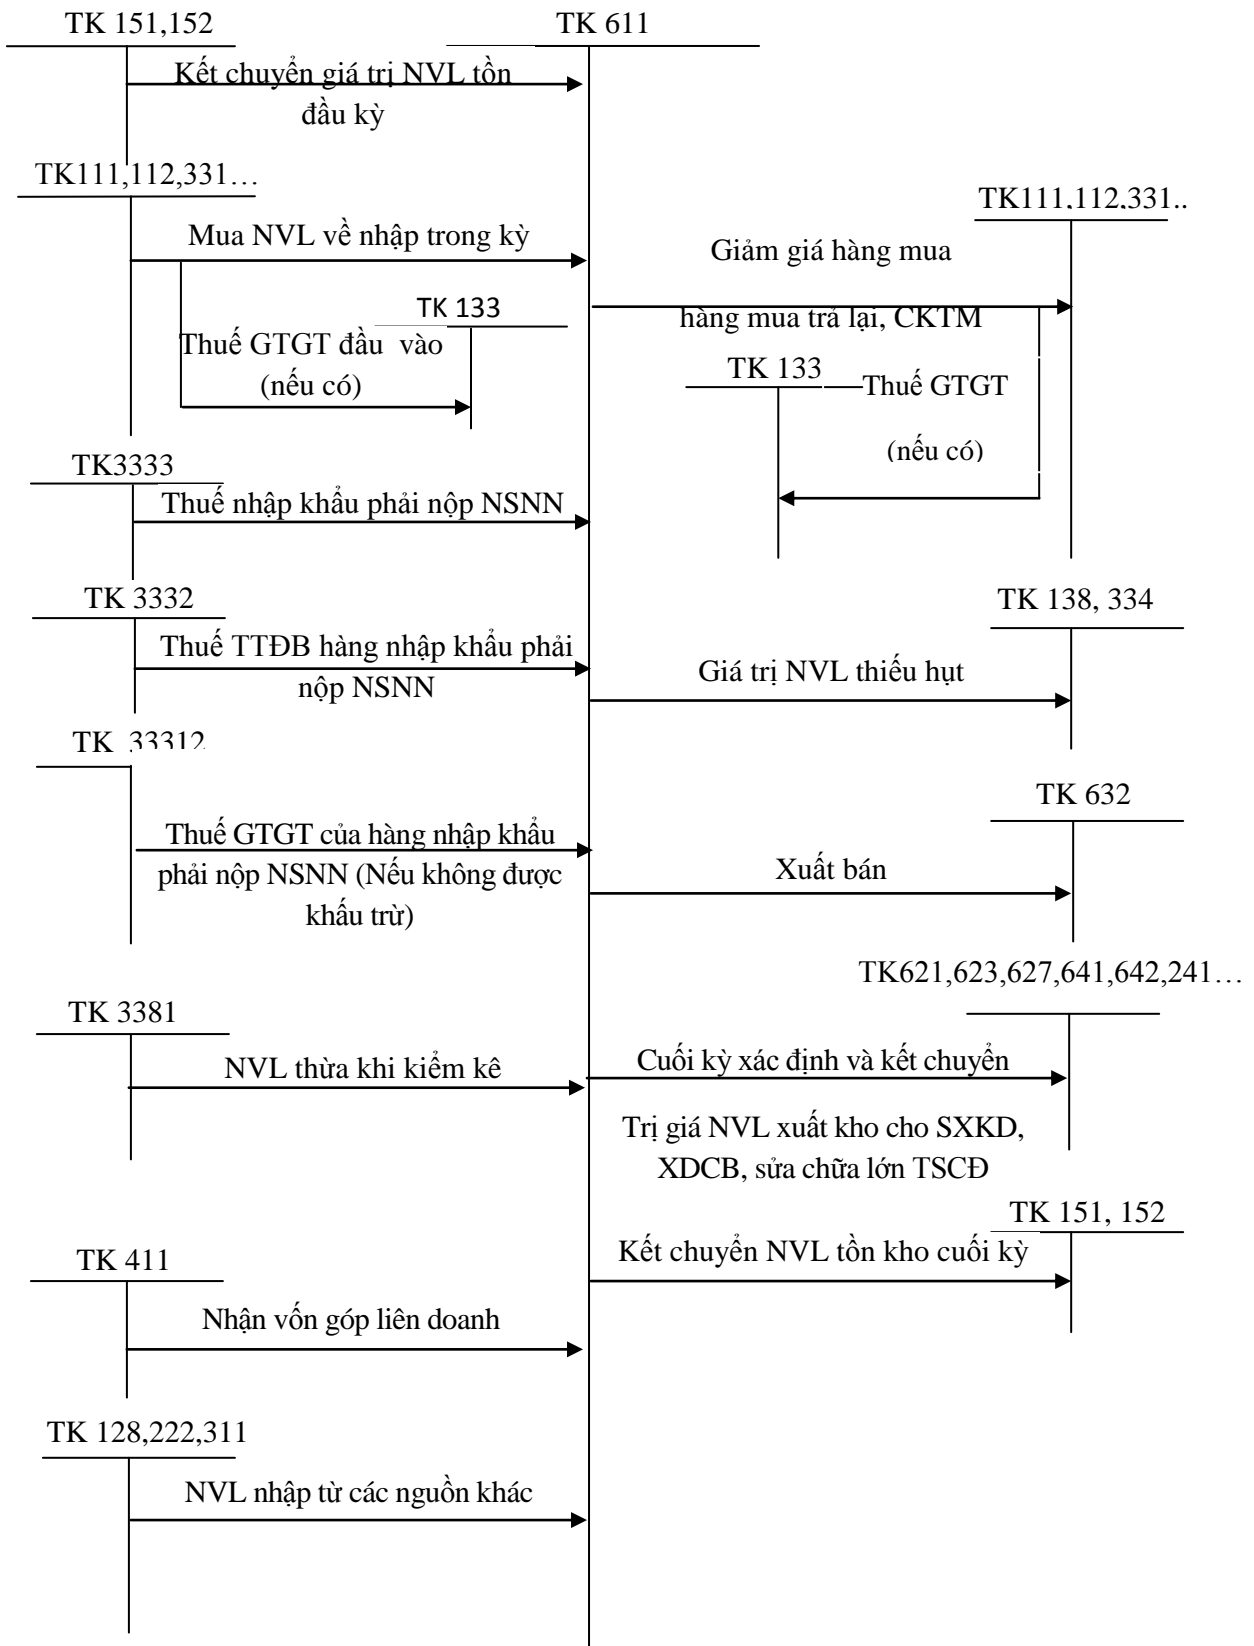 TK 151,152
TK 611
Kết chuyển giá trị NVL tồn
đầu kỳ
TK111,112,331…
TK111,112,331..
Mua NVL về nhập trong kỳ
Giảm giá hàng mua
hàng mua trả lại, CKTM
TK 133
Thuế GTGT đầu vào
(nếu có)
TK 133
Thuế GTGT
(nếu có)
TK3333
Thuế nhập khẩu phải nộp NSNN
TK 3332
TK 138, 334
Thuế TTĐB hàng nhập khẩu phải
nộp NSNN
Giá trị NVL thiếu hụt
TK 33312
TK 632
Thuế GTGT của hàng nhập khẩu
phải nộp NSNN (Nếu không được
khấu trừ)
Xuất bán
TK621,623,627,641,642,241…
TK 3381
NVL thừa khi kiểm kê
Cuối kỳ xác định và kết chuyển
Trị giá NVL xuất kho cho SXKD,
XDCB, sửa chữa lớn TSCĐ
TK 151, 152
TK 411
Kết chuyển NVL tồn kho cuối kỳ
Nhận vốn góp liên doanh
TK 128,222,311
NVL nhập từ các nguồn khác